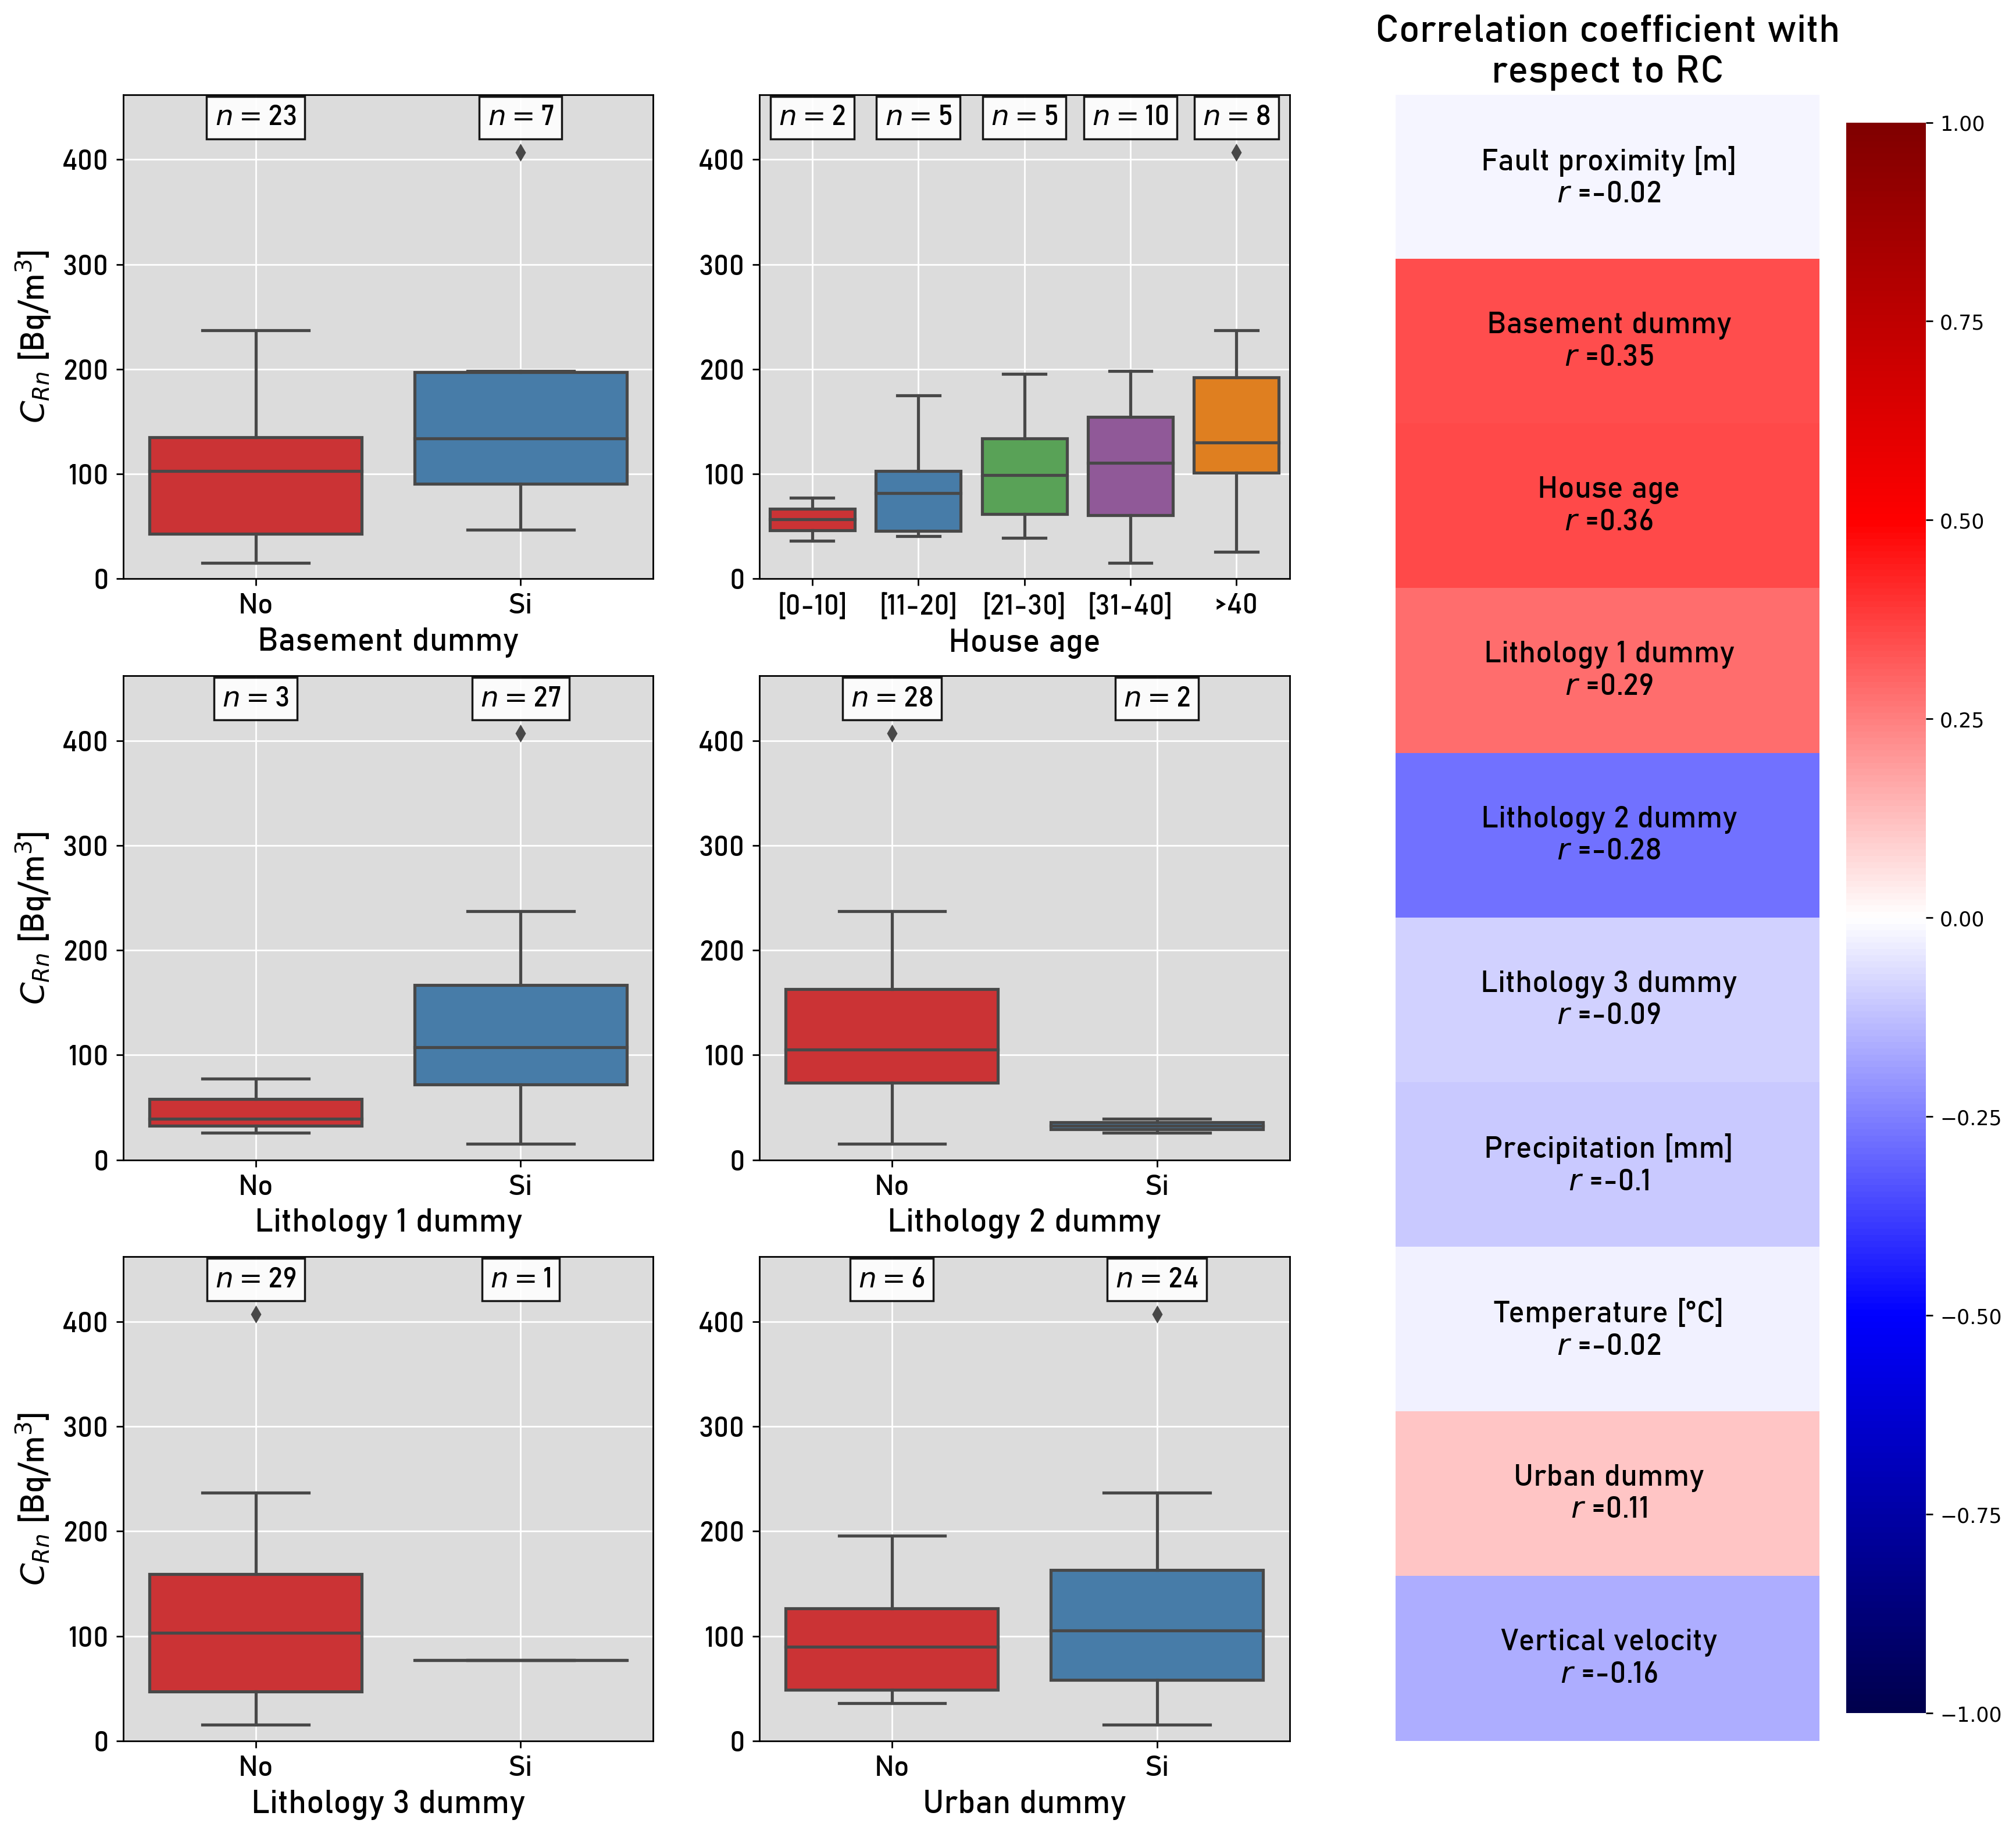 Correlation coefficient with
respect to RC
n = 23
n = 7
400
300
200
100
0
C_Rn [Bq/m³]
No
Si
Basement dummy
n = 2
n = 5
n = 5
n = 10
n = 8
400
300
200
100
0
[0-10]
[11-20]
[21-30]
[31-40]
>40
House age
n = 3
n = 27
400
300
200
100
0
C_Rn [Bq/m³]
No
Si
Lithology 1 dummy
n = 28
n = 2
400
300
200
100
0
No
Si
Lithology 2 dummy
n = 29
n = 1
400
300
200
100
0
C_Rn [Bq/m³]
No
Si
Lithology 3 dummy
n = 6
n = 24
400
300
200
100
0
No
Si
Urban dummy
Fault proximity [m]
r =-0.02
Basement dummy
r =0.35
House age
r =0.36
Lithology 1 dummy
r =0.29
Lithology 2 dummy
r =-0.28
Lithology 3 dummy
r =-0.09
Precipitation [mm]
r =-0.1
Temperature [°C]
r =-0.02
Urban dummy
r =0.11
Vertical velocity
r =-0.16
1.00
0.75
0.50
0.25
0.00
−0.25
−0.50
−0.75
−1.00